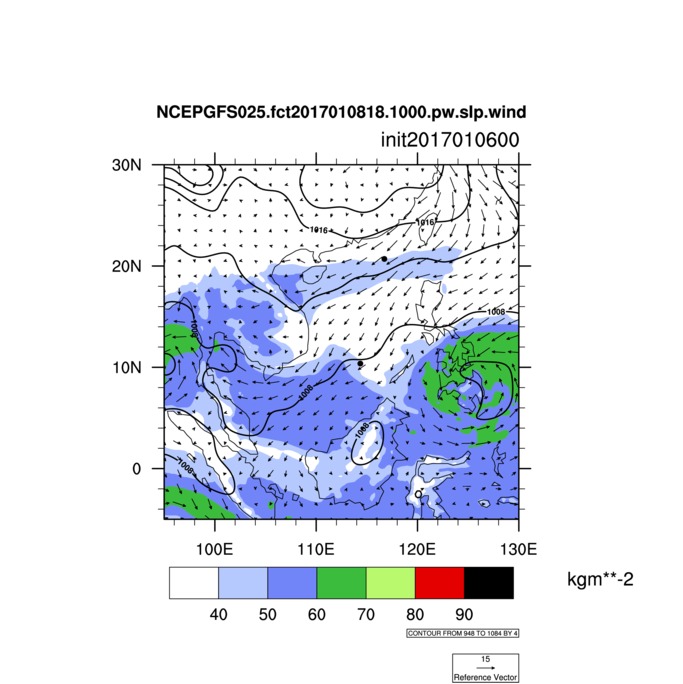 NCEPGFS025.fct2017010818.1000.pw.slp.wind
init2017010600
30N
1016
1016
20N
1008
1008
10N
1008
1008
1008
0
100E 110E 120E 130E
kgm**-2
40 50 60 70 80 90
CONTOUR FROM 948 TO 1084 BY 4
15
Reference Vector